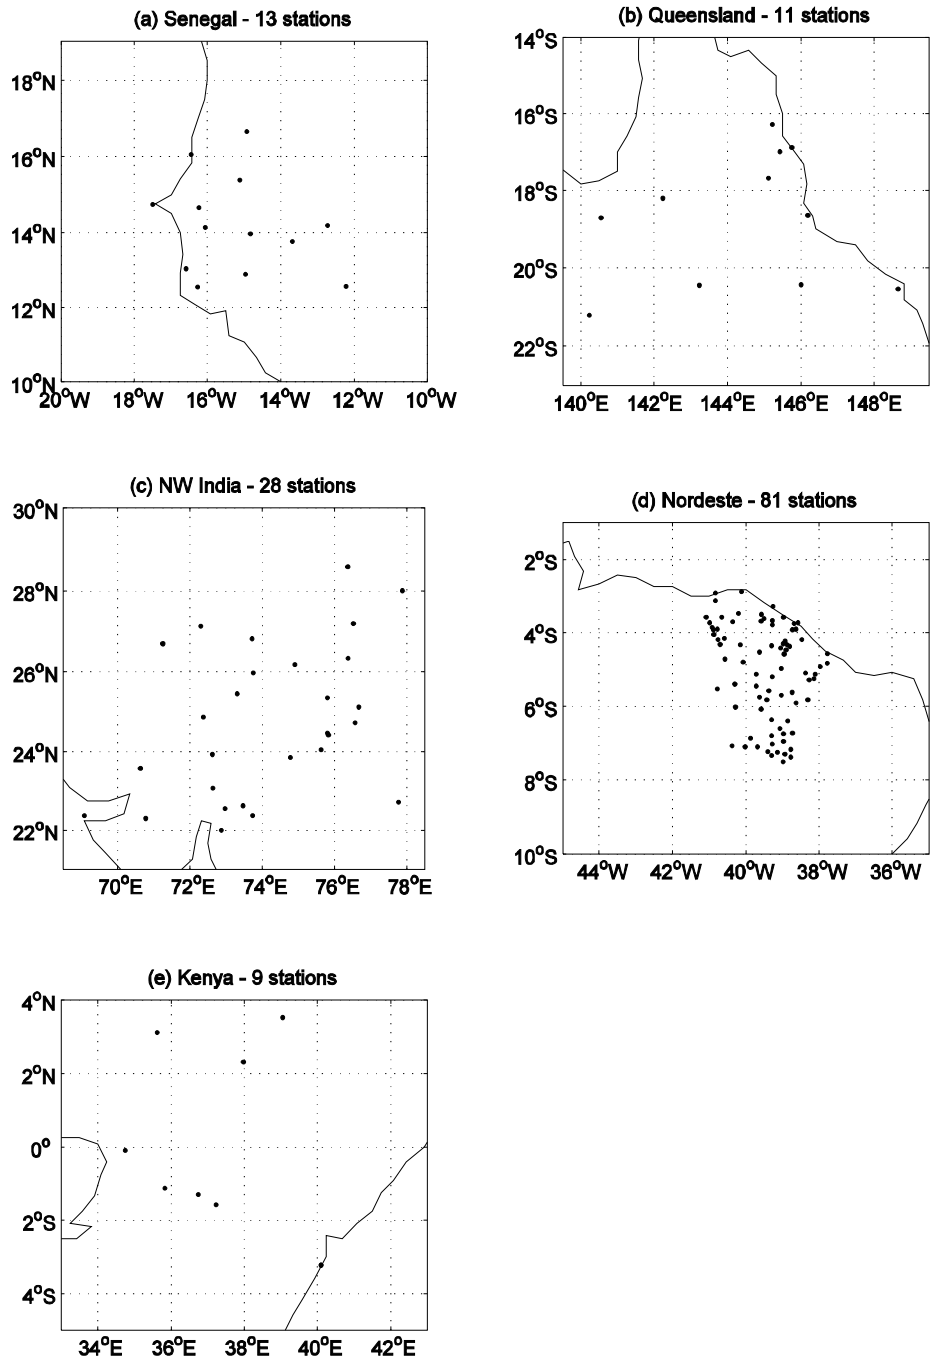 (a) Senegal - 13 stations
18°N
16°N
14°N
12°N
10°N
20°W 18°W 16°W 14°W 12°W 10°W
(b) Queensland - 11 stations
14°S
16°S
18°S
20°S
22°S
140°E 142°E 144°E 146°E 148°E
(c) NW India - 28 stations
30°N
28°N
26°N
24°N
22°N
70°E 72°E 74°E 76°E 78°E
(d) Nordeste - 81 stations
2°S
4°S
6°S
8°S
10°S
44°W 42°W 40°W 38°W 36°W
(e) Kenya - 9 stations
4°N
2°N
0°
2°S
4°S
34°E 36°E 38°E 40°E 42°E